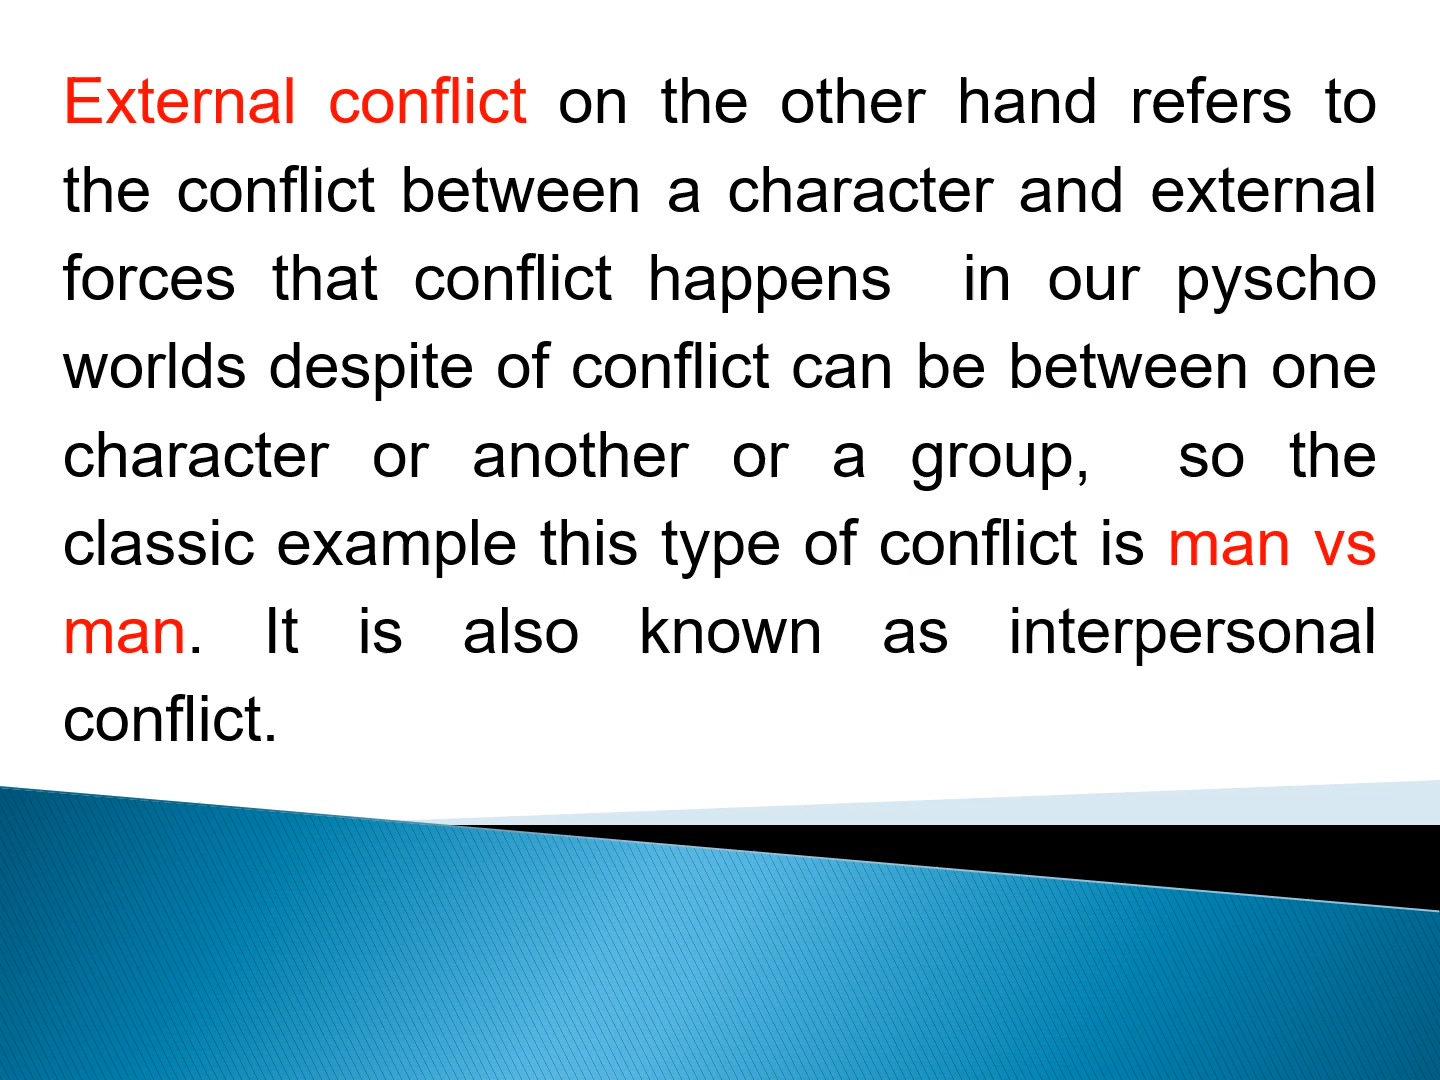 External conflict on the other hand refers to
the conflict between a character and external
forces that conflict happens in our pyscho
worlds despite of conflict can be between one
character or another or a group, so the
classic example this type of conflict is man vs
man. It is also known as interpersonal
conflict.